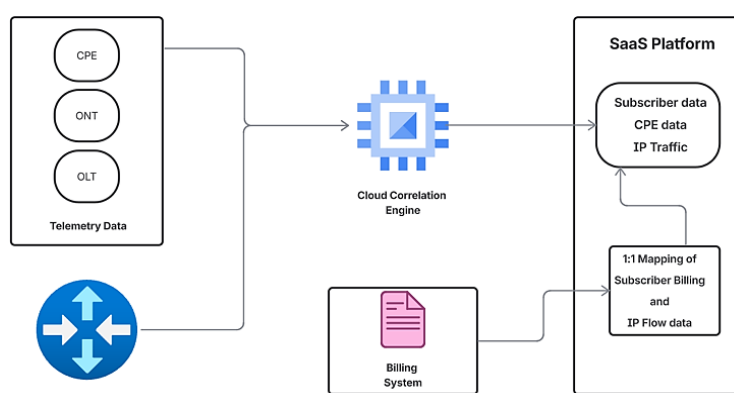 CPE
ONT
OLT
Telemetry Data
Cloud Correlation
Engine
Billing
System
SaaS Platform
Subscriber data
CPE data
IP Traffic
1:1 Mapping of
Subscriber Billing
and
IP Flow data